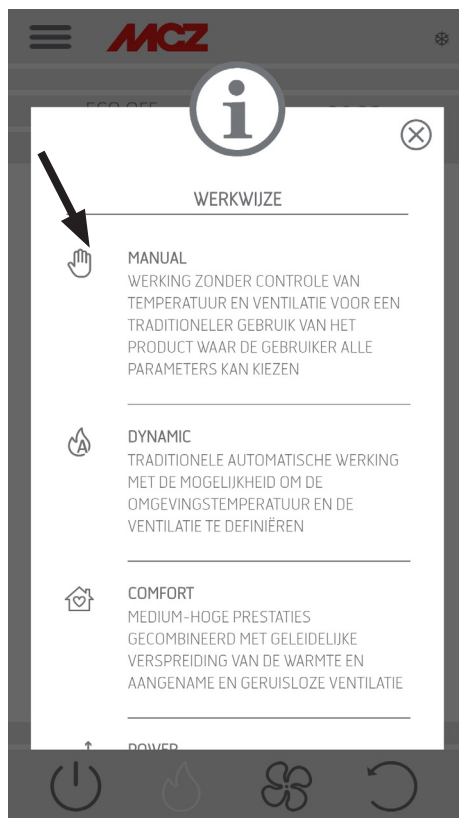 MCZ
ECO OFF
WERKWIJZE
MANUAL
WERKING ZONDER CONTROLE VAN
TEMPERATUUR EN VENTILATIE VOOR EEN
TRADITIONELER GEBRUIK VAN HET
PRODUCT WAAR DE GEBRUIKER ALLE
PARAMETERS KAN KIEZEN
DYNAMIC
TRADITIONELE AUTOMATISCHE WERKING
MET DE MOGELIJKHEID OM DE
OMGEVINGSTEMPERATUUR EN DE
VENTILATIE TE DEFINIËREN
COMFORT
MEDIUM-HOGE PRESTATIES
GECOMBINEERD MET GELEIDELIJKE
VERSPREIDING VAN DE WARMTE EN
AANGENAME EN GERUISLOZE VENTILATIE
POWER